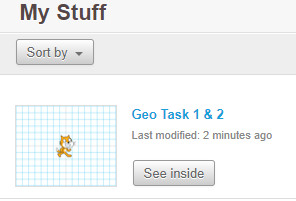 My Stuff
Sort by
Geo Task 1 & 2
Last modified: 2 minutes ago
See inside